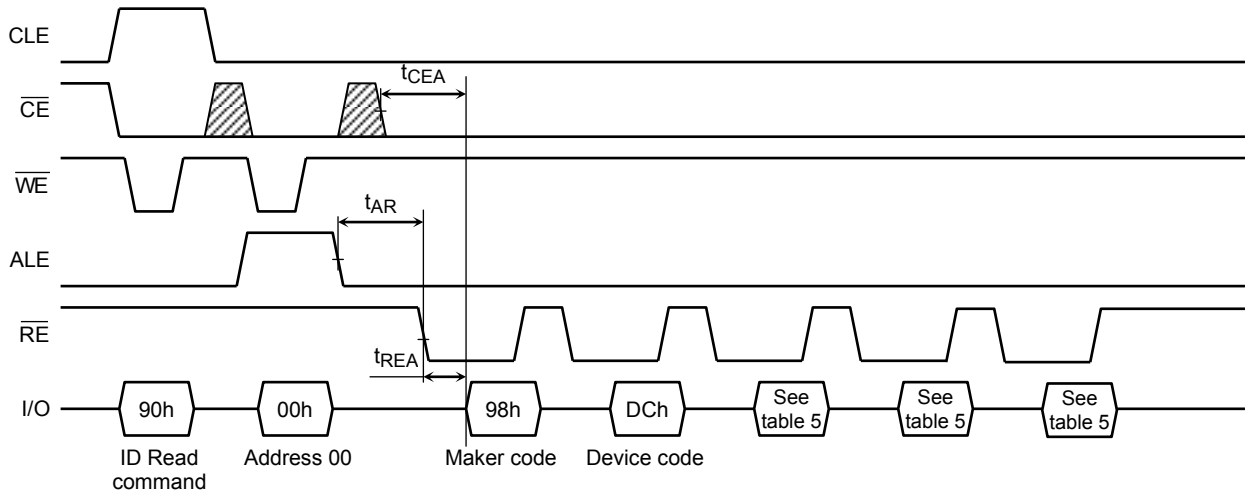 CLE
tCEA
CE
WE
tAR
ALE
RE
tREA
I/O
90h
00h
98h
DCh
See
table 5
See
table 5
See
table 5
ID Read
command
Address 00
Maker code
Device code